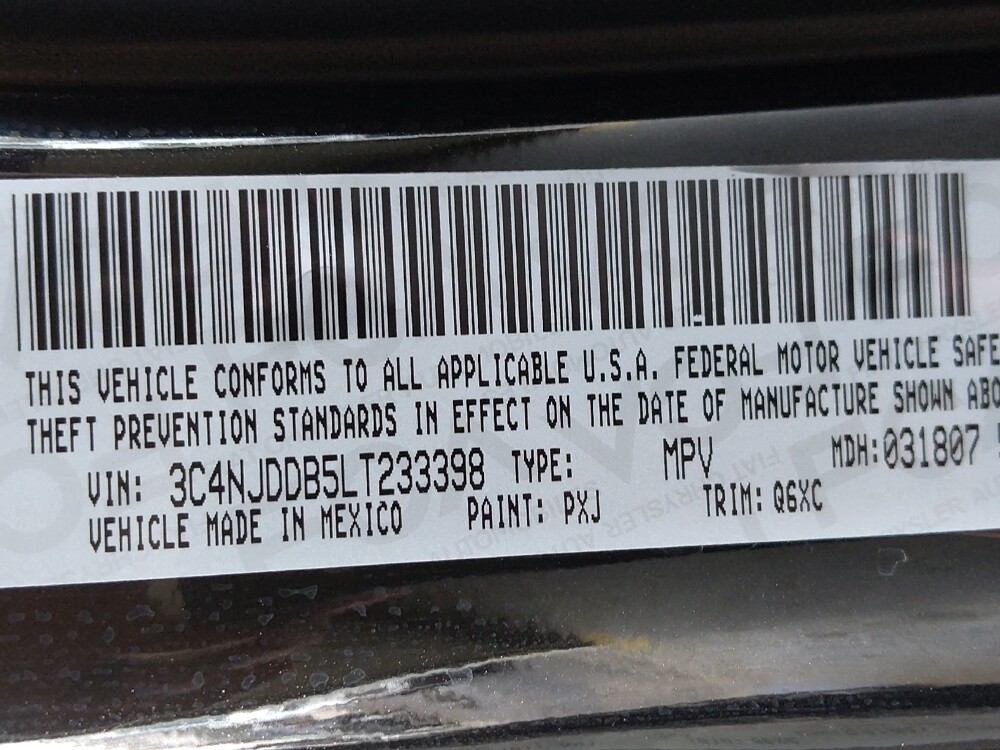 THIS VEHICLE CONFORMS TO ALL APPLICABLE U.S.A. FEDERAL MOTOR VEHICLE SAFE
THEFT PREVENTION STANDARDS IN EFFECT ON THE DATE OF MANUFACTURE SHOWN ABO
VIN: 3C4NJDDB5LT233398 TYPE: MPV MDH: 031807
VEHICLE MADE IN MEXICO PAINT: PXJ TRIM: Q6XC